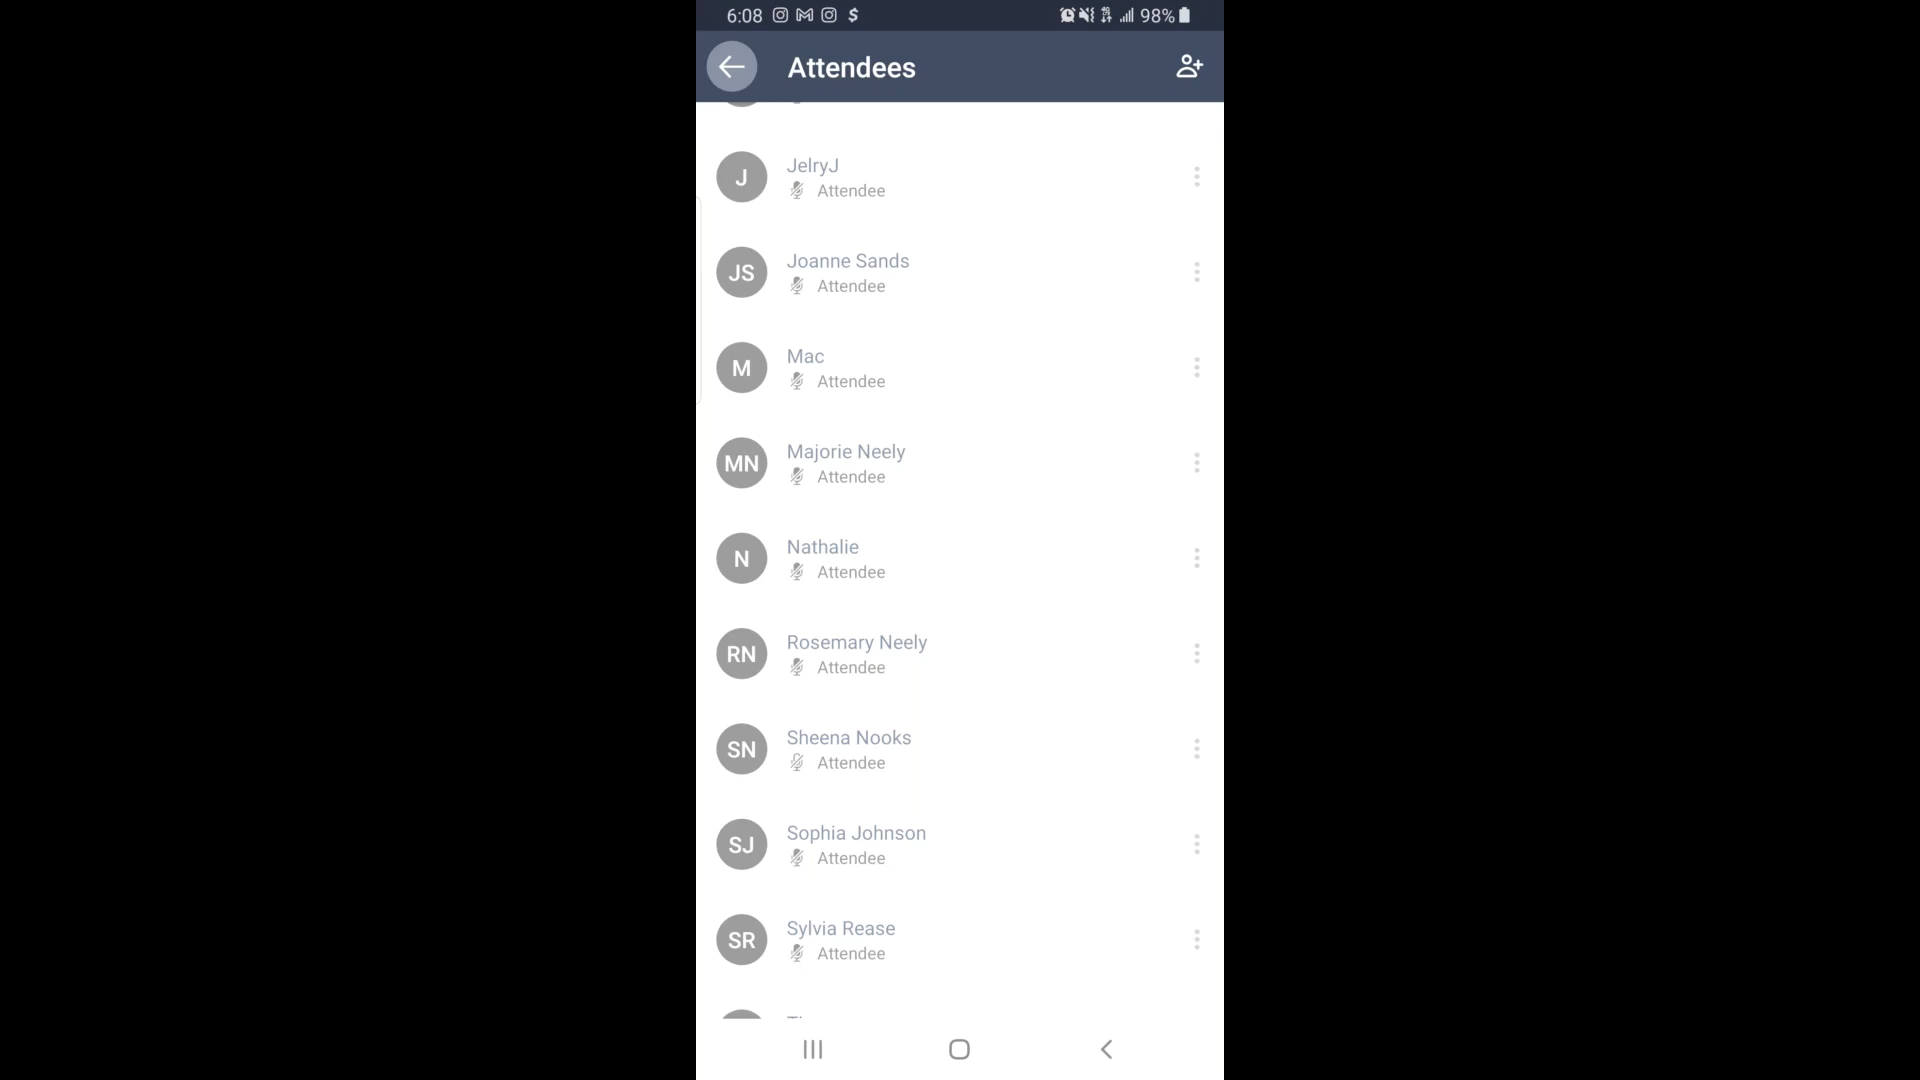 6:08 98%
Attendees
J JelryJ
Attendee
JS Joanne Sands
Attendee
M Mac
Attendee
MN Majorie Neely
Attendee
N Nathalie
Attendee
RN Rosemary Neely
Attendee
SN Sheena Nooks
Attendee
SJ Sophia Johnson
Attendee
SR Sylvia Rease
Attendee